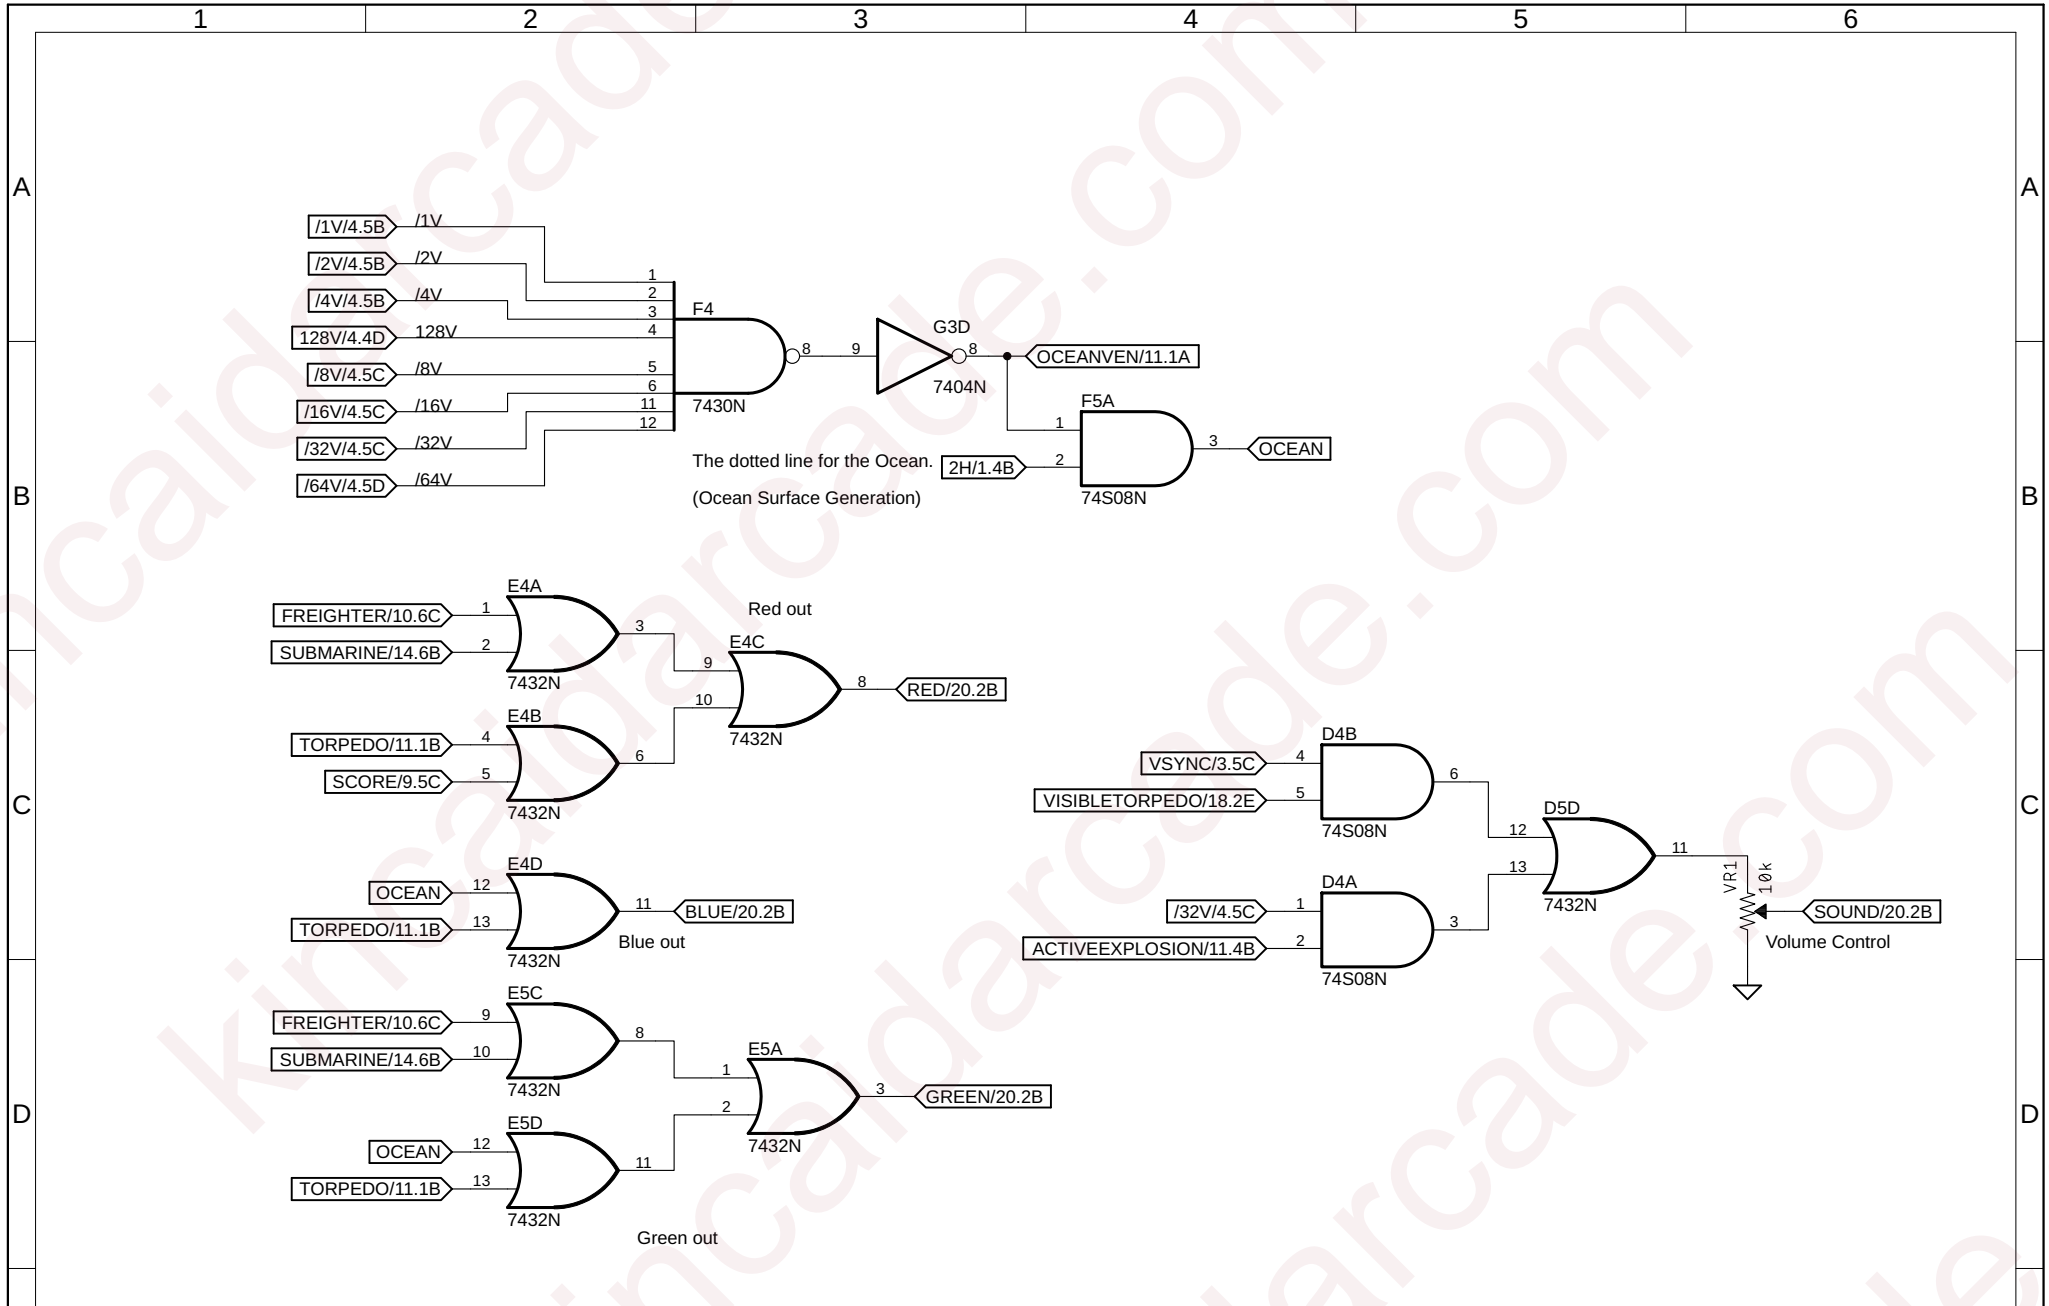 1 2 3 4 5 6
A A
/1V/4.5B /1V
/2V/4.5B /2V
1
2
/4V/4.5B /4V
3
F4
128V/4.4D 128V
4
G3D
B B
8 9 8
OCEANVEN/11.1A
/8V/4.5C /8V
5
6
7404N
/16V/4.5C /16V
11
7430N
F5A
12
1
/32V/4.5C /32V
3
OCEAN
The dotted line for the Ocean.
2H/1.4B
2
/64V/4.5D /64V
(Ocean Surface Generation)
74S08N
E4A
FREIGHTER/10.6C
1
Red out
3
SUBMARINE/14.6B
2
E4C
9
7432N
8
RED/20.2B
10
E4B
TORPEDO/11.1B
4
7432N
6
SCORE/9.5C
5
7432N
D4B
VSYNC/3.5C
4
6
VISIBLETORPEDO/18.2E
5
74S08N
C C
D5D
12
11
13
7432N
VR1
10k
E4D
OCEAN
12
11
BLUE/20.2B
TORPEDO/11.1B
13
Blue out
7432N
D4A
/32V/4.5C
1
3
ACTIVEEXPLOSION/11.4B
2
74S08N
SOUND/20.2B
Volume Control
E5C
FREIGHTER/10.6C
9
8
SUBMARINE/14.6B
10
7432N
E5A
1
3
GREEN/20.2B
2
7432N
D D
E5D
OCEAN
12
11
TORPEDO/11.1B
13
7432N
Green out
kincaidarcade.com
kincaidarcade.com
kincaidarcade.com